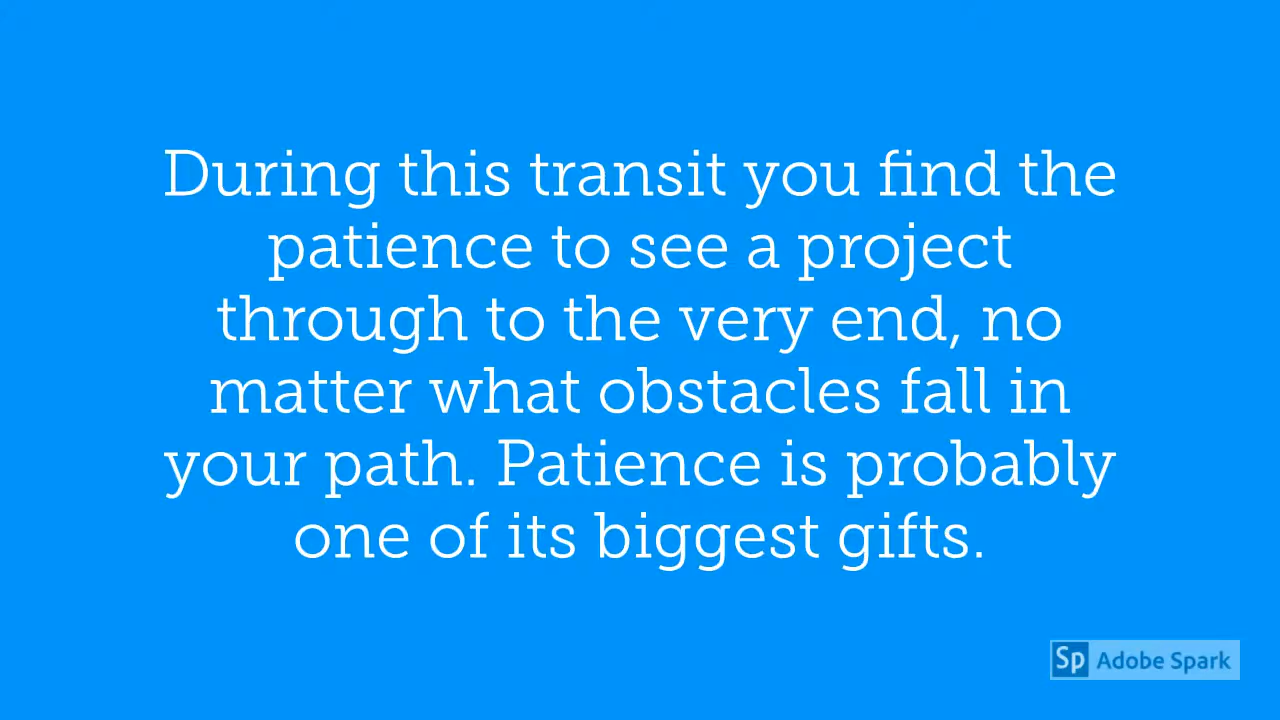 During this transit you find the
patience to see a project
through to the very end, no
matter what obstacles fall in
your path. Patience is probably
one of its biggest gifts.
Sp Adobe Spark